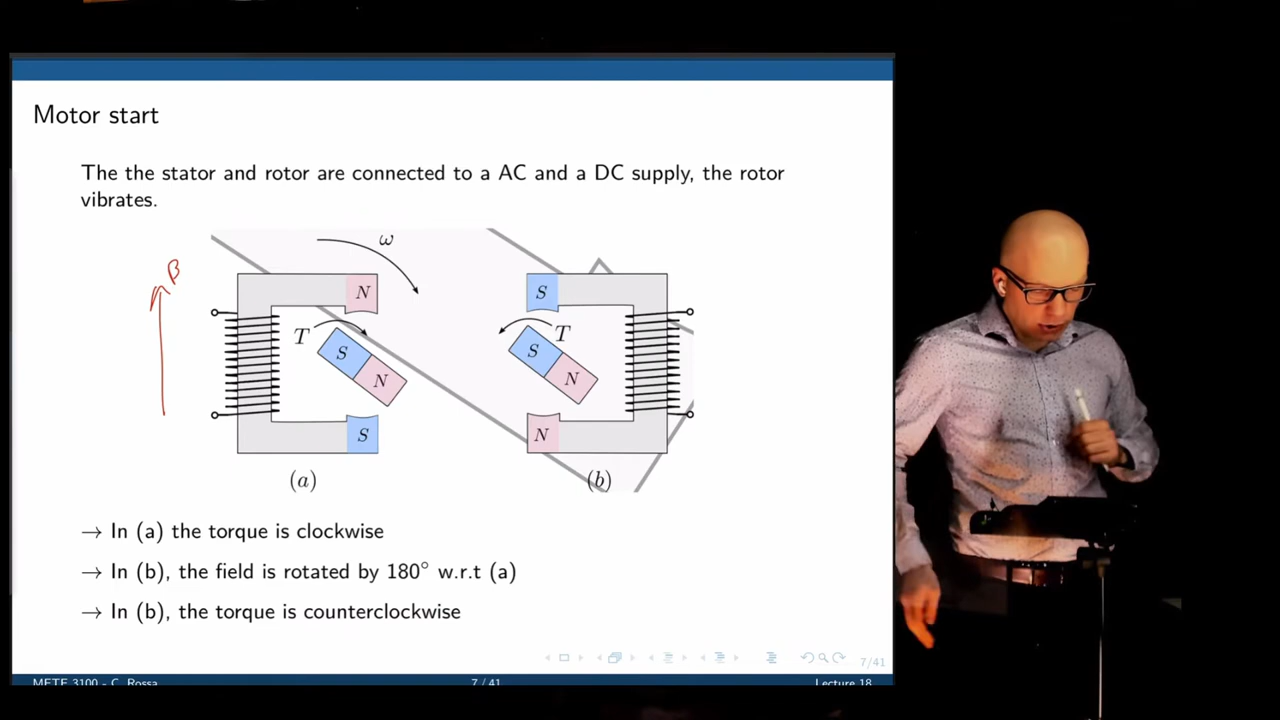 Motor start
The the stator and rotor are connected to a AC and a DC supply, the rotor
vibrates.
ω
B
N
S
T
T
S
S
N
N
S
N
(a)
(b)
→ In (a) the torque is clockwise
→ In (b), the field is rotated by 180° w.r.t (a)
→ In (b), the torque is counterclockwise
7/41
METE 3100 - C. Rossa
7 / 41
Lecture 18